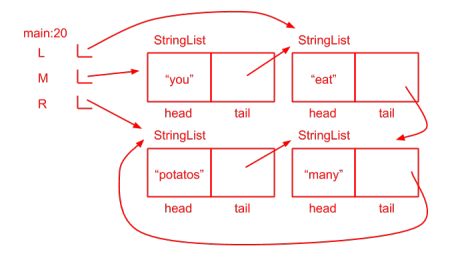 main:20
L
M
R
StringList
StringList
“you”
“eat”
head
tail
head
tail
StringList
StringList
“potatos”
“many”
head
tail
head
tail